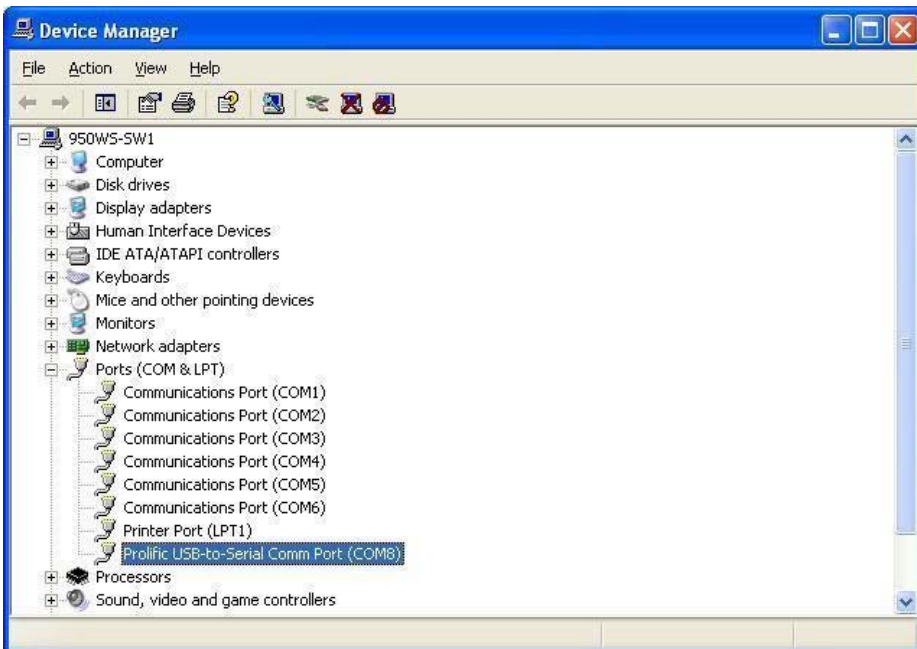 Device Manager
File Action View Help
950WS-SW1
Computer
Disk drives
Display adapters
Human Interface Devices
IDE ATA/ATAPI controllers
Keyboards
Mice and other pointing devices
Monitors
Network adapters
Ports (COM & LPT)
Communications Port (COM1)
Communications Port (COM2)
Communications Port (COM3)
Communications Port (COM4)
Communications Port (COM5)
Communications Port (COM6)
Printer Port (LPT1)
Prolific USB-to-Serial Comm Port (COM8)
Processors
Sound, video and game controllers